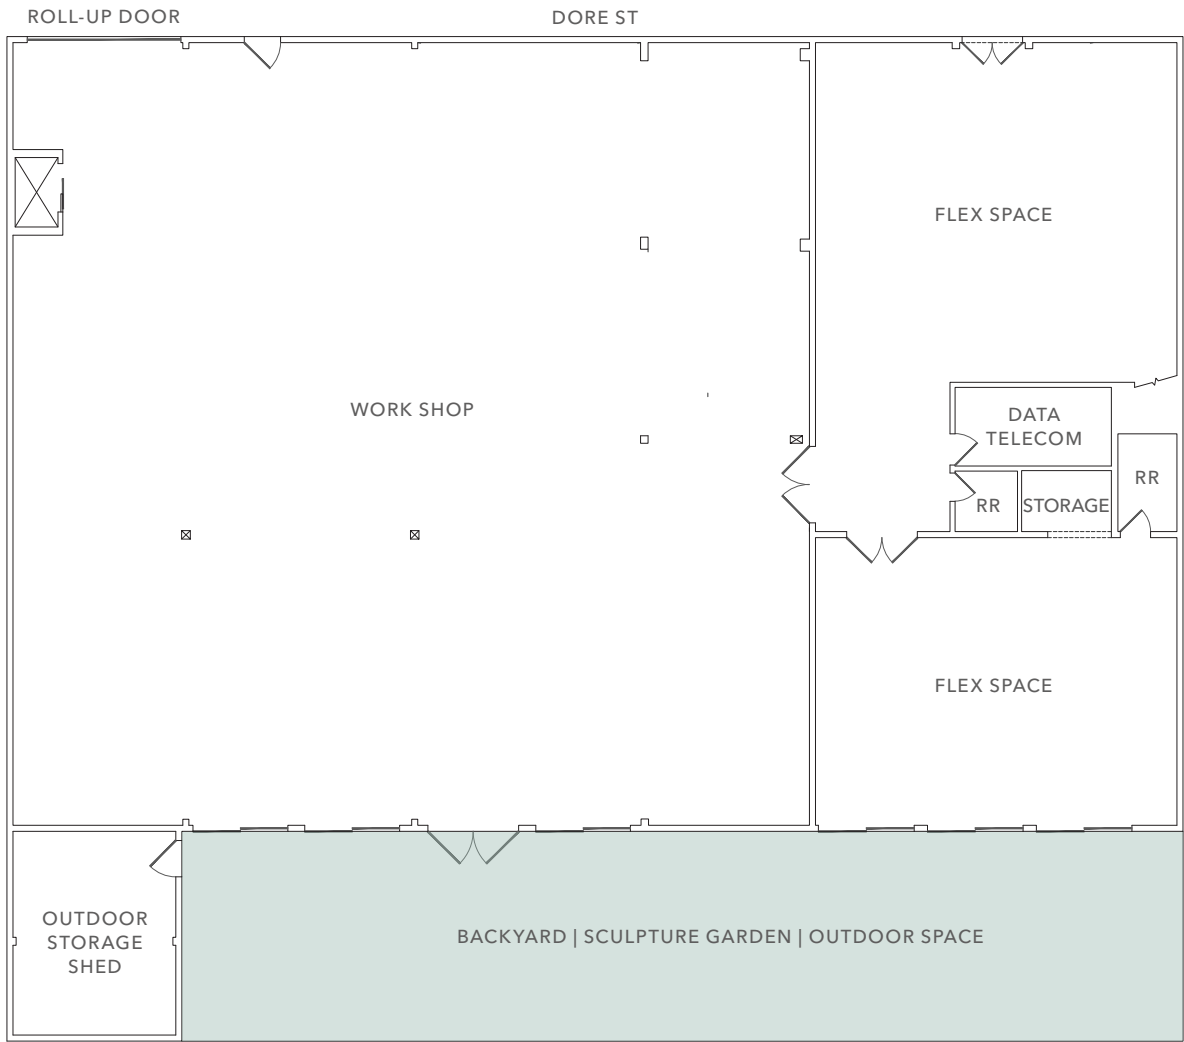 ROLL-UP DOOR
DORE ST
FLEX SPACE
WORK SHOP
DATA
TELECOM
RR
RR
STORAGE
FLEX SPACE
OUTDOOR
STORAGE
SHED
BACKYARD | SCULPTURE GARDEN | OUTDOOR SPACE